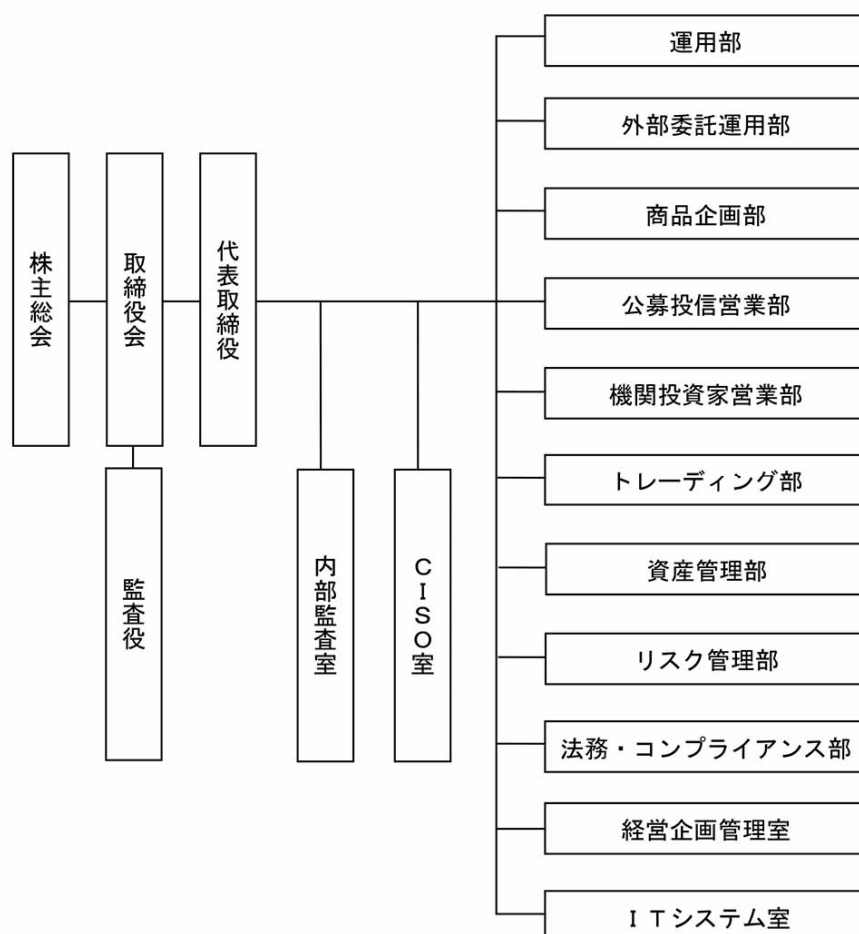 株主総会
取締役会
代表取締役
監査役
内部監査室
ＣＩＳＯ室
運用部
外部委託運用部
商品企画部
公募投信営業部
機関投資家営業部
トレーディング部
資産管理部
リスク管理部
法務・コンプライアンス部
経営企画管理室
ＩＴシステム室